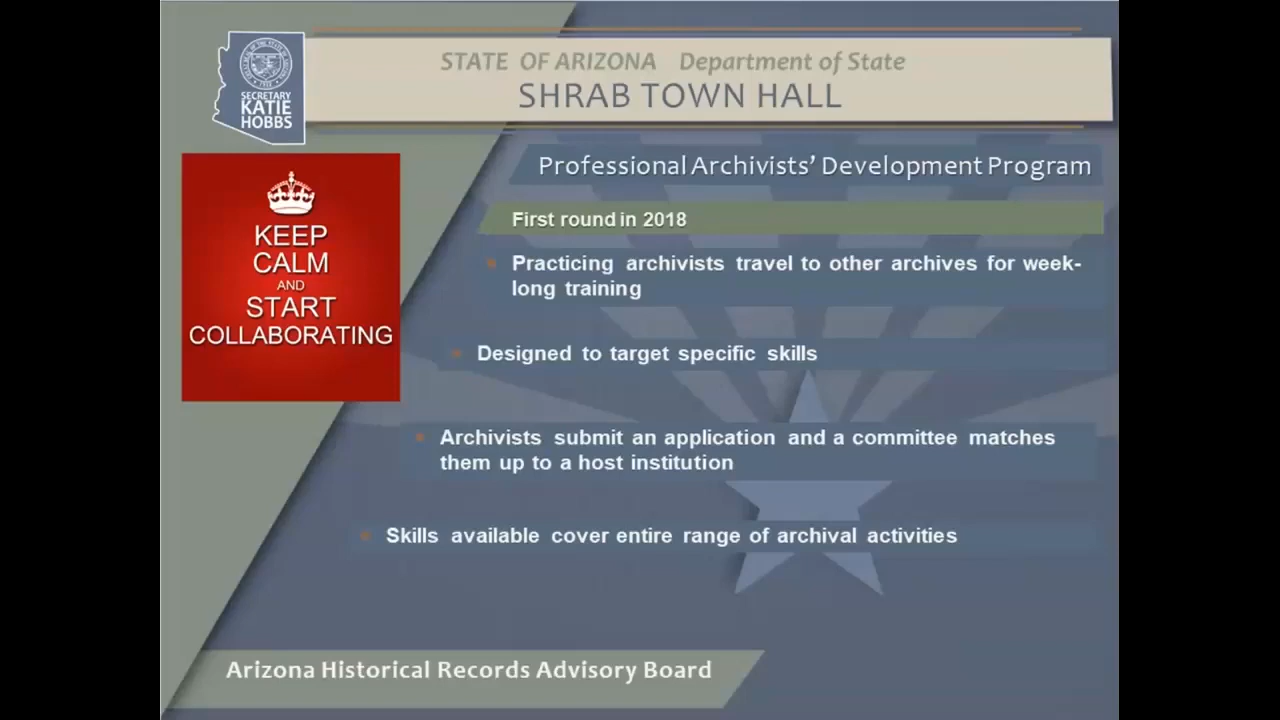 STATE OF ARIZONA Department of State
SHRAB TOWN HALL
SECRETARY
KATIE
HOBBS
KEEP
CALM
AND
START
COLLABORATING
Professional Archivists’ Development Program
First round in 2018
Practicing archivists travel to other archives for week-
long training
Designed to target specific skills
Archivists submit an application and a committee matches
them up to a host institution
Skills available cover entire range of archival activities
Arizona Historical Records Advisory Board